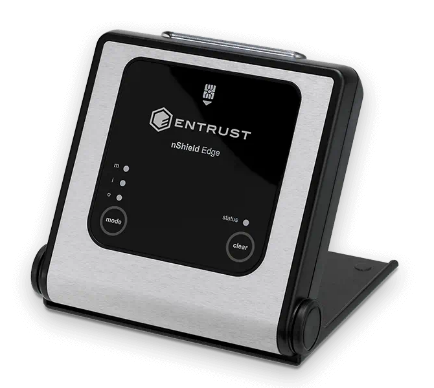 ENTRUST
nShield Edge
m
i
o
mode
status
clear